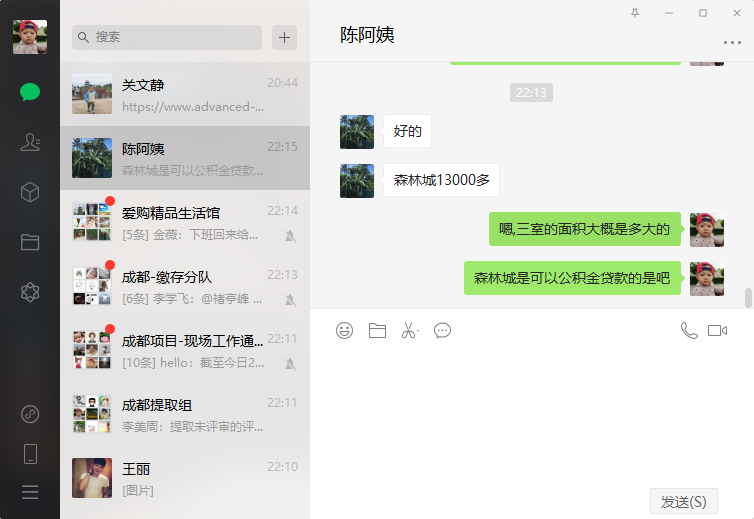 搜索
关文静
20:44
https://www.advanced-...
陈阿姨
22:15
森林城是可以公积金贷款...
爱购精品生活馆
22:14
[5条] 金薇：下班回来给...
成都-缴存分队
22:13
[6条] 李学飞：@褚亭峰 ...
成都项目-现场工作通...
22:11
[10条] hello：截至今日2...
成都提取组
22:11
李美周：提取未评审的评...
王丽
22:10
[图片]
陈阿姨
22:13
好的
森林城13000多
嗯,三室的面积大概是多大的
森林城是可以公积金贷款的是吧
发送(S)